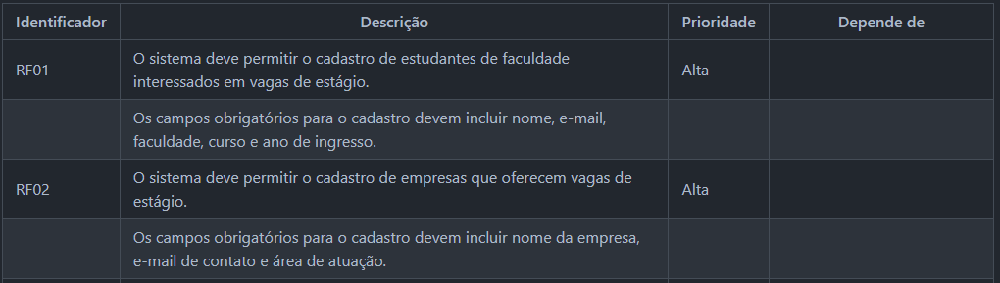 Identificador Descrição Prioridade Depende de
RF01 O sistema deve permitir o cadastro de estudantes de faculdade interessados em vagas de estágio. Alta
Os campos obrigatórios para o cadastro devem incluir nome, e-mail,
faculdade, curso e ano de ingresso.
RF02 O sistema deve permitir o cadastro de empresas que oferecem vagas de estágio. Alta
Os campos obrigatórios para o cadastro devem incluir nome da empresa,
e-mail de contato e área de atuação.